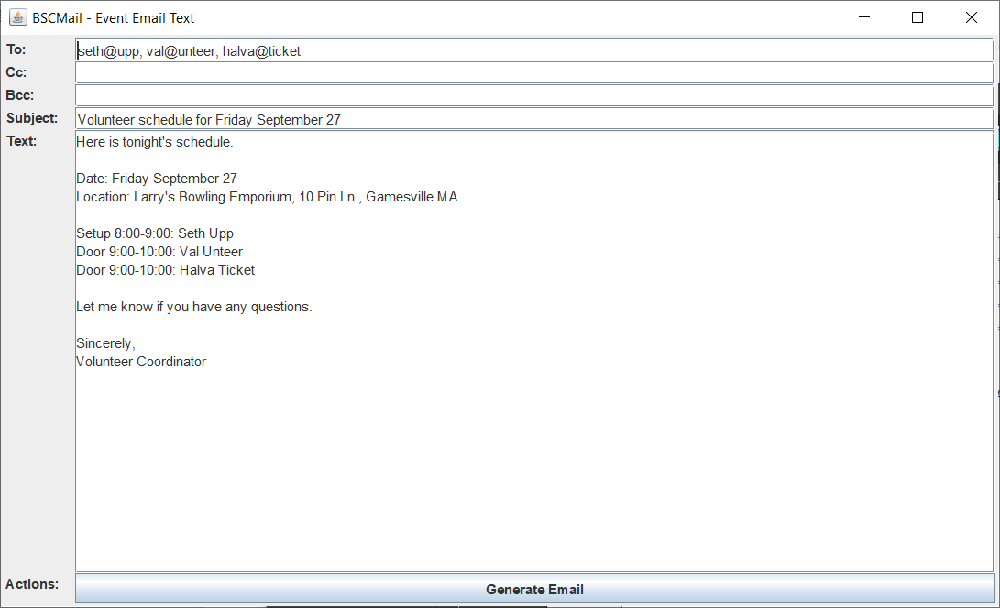 BSCMail - Event Email Text
To: seth@upp, val@unteer, halva@ticket
Cc:
Bcc:
Subject: Volunteer schedule for Friday September 27
Text: Here is tonight's schedule.
Date: Friday September 27
Location: Larry's Bowling Emporium, 10 Pin Ln., Gamesville MA
Setup 8:00-9:00: Seth Upp
Door 9:00-10:00: Val Unteer
Door 9:00-10:00: Halva Ticket
Let me know if you have any questions.
Sincerely,
Volunteer Coordinator
Actions: Generate Email